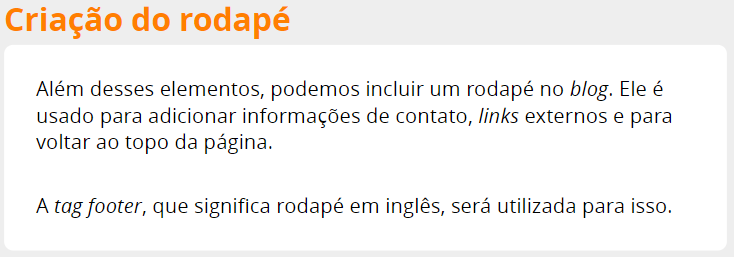 Criação do rodapé
Além desses elementos, podemos incluir um rodapé no blog. Ele é
usado para adicionar informações de contato, links externos e para
voltar ao topo da página.
A tag footer, que significa rodapé em inglês, será utilizada para isso.